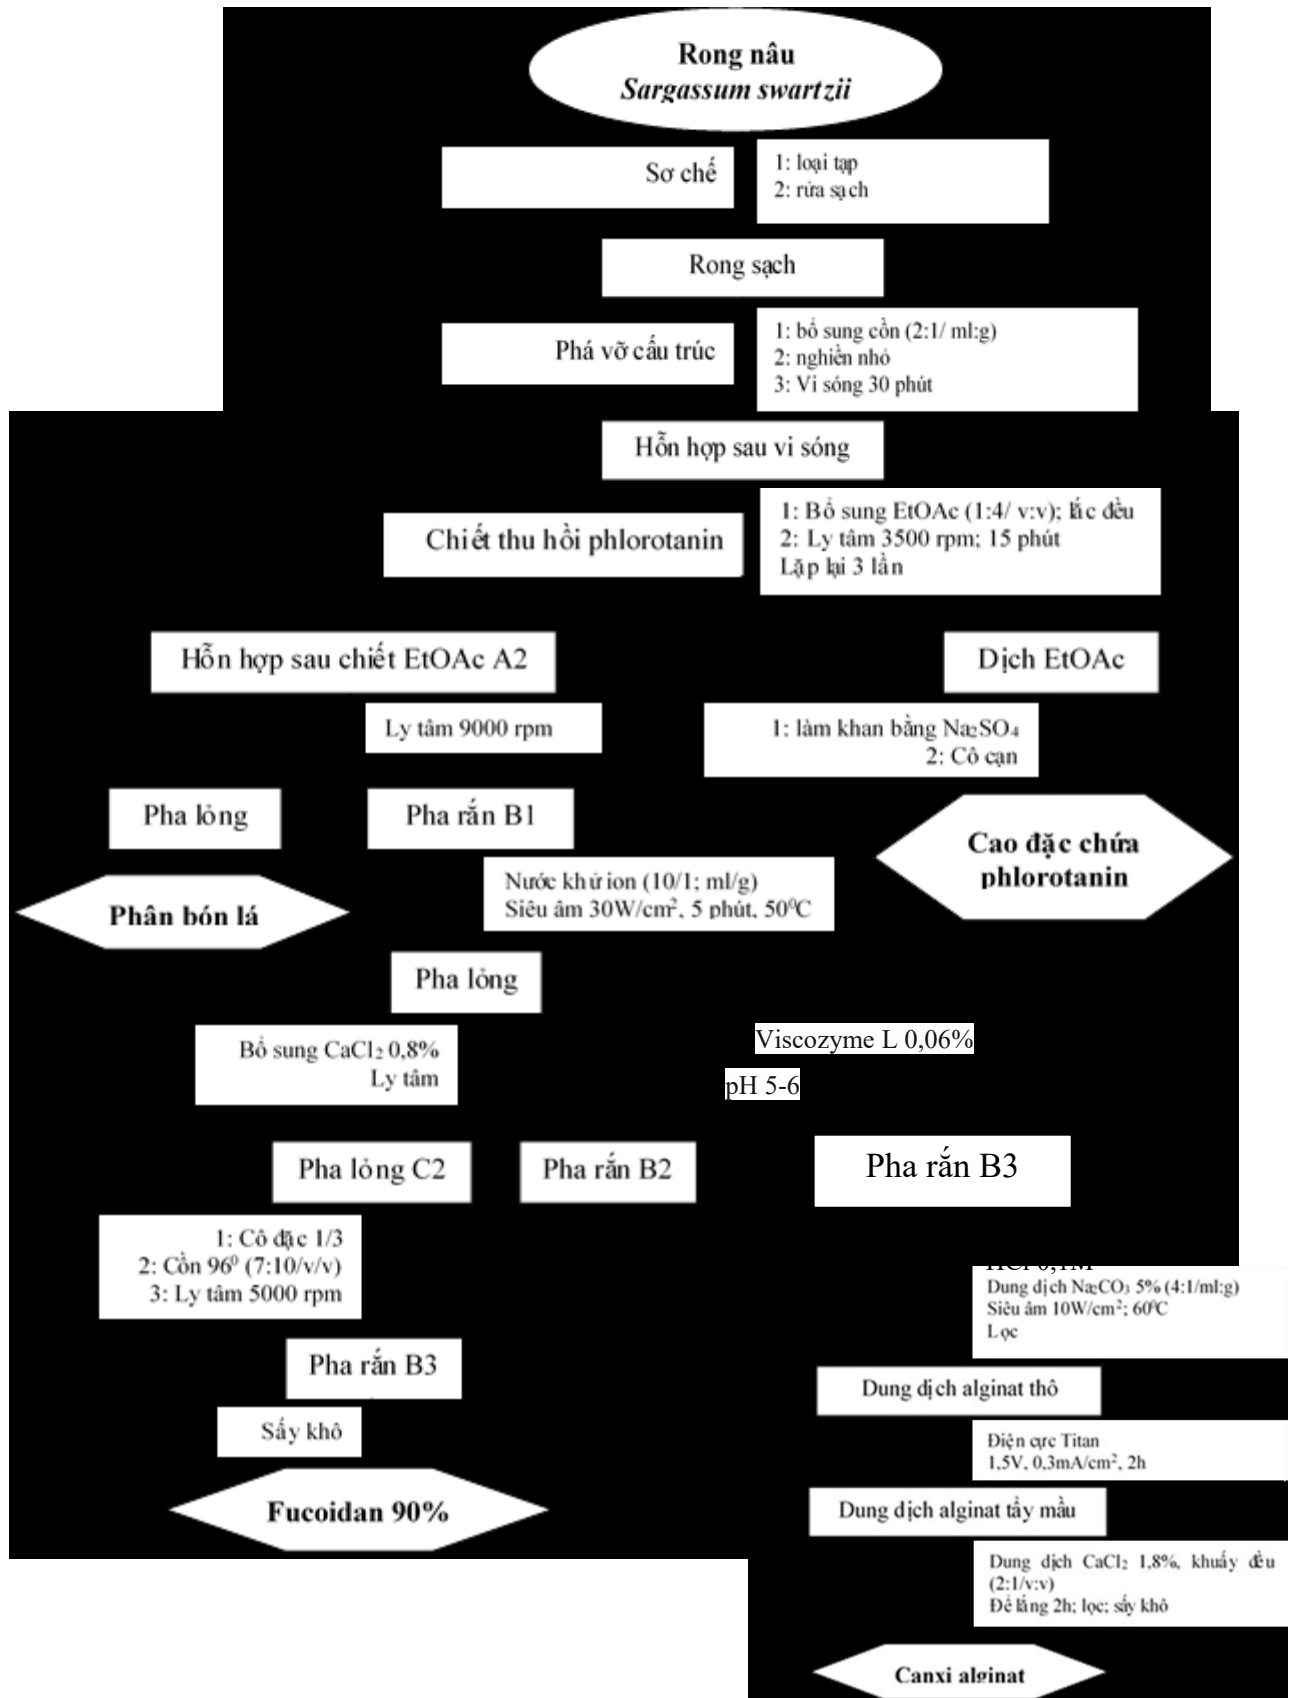 Rong nâu
Sargassum swartzii
Sơ chế
1: loại tạp
2: rửa sạch
Rong sạch
Phá vỡ cấu trúc
1: bổ sung cồn (2:1/ ml:g)
2: nghiền nhỏ
3: Vi sóng 30 phút
Hỗn hợp sau vi sóng
Chiết thu hồi phlorotanin
1: Bổ sung EtOAc (1:4/ v:v); lắc đều
2: Ly tâm 3500 rpm; 15 phút
Lặp lại 3 lần
Hỗn hợp sau chiết EtOAc A2
Dịch EtOAc
Ly tâm 9000 rpm
1: làm khan bằng Na₂SO₄
2: Cô cạn
Pha lỏng
Pha rắn B1
Cao đặc chứa
phlorotanin
Nước khử ion (10/1; ml/g)
Siêu âm 30W/cm², 5 phút, 50⁰C
Phân bón lá
Pha lỏng
Bổ sung CaCl₂ 0,8%
Ly tâm
Viscozyme L 0,06%
pH 5-6
Pha lỏng C2
Pha rắn B2
Pha rắn B3
1: Cô đặc 1/3
2: Cồn 96⁰ (7:10/v/v)
3: Ly tâm 5000 rpm
HCl 0,1M
Dung dịch Na₂CO₃ 5% (4:1/ml:g)
Siêu âm 10W/cm²; 60⁰C
Lọc
Pha rắn B3
Dung dịch alginat thô
Sấy khô
Điện cực Titan
1,5V, 0,3mA/cm², 2h
Fucoidan 90%
Dung dịch alginat tẩy mầu
Dung dịch CaCl₂ 1,8%, khuấy đều
(2:1/v:v)
Để lắng 2h; lọc; sấy khô
Canxi alginat